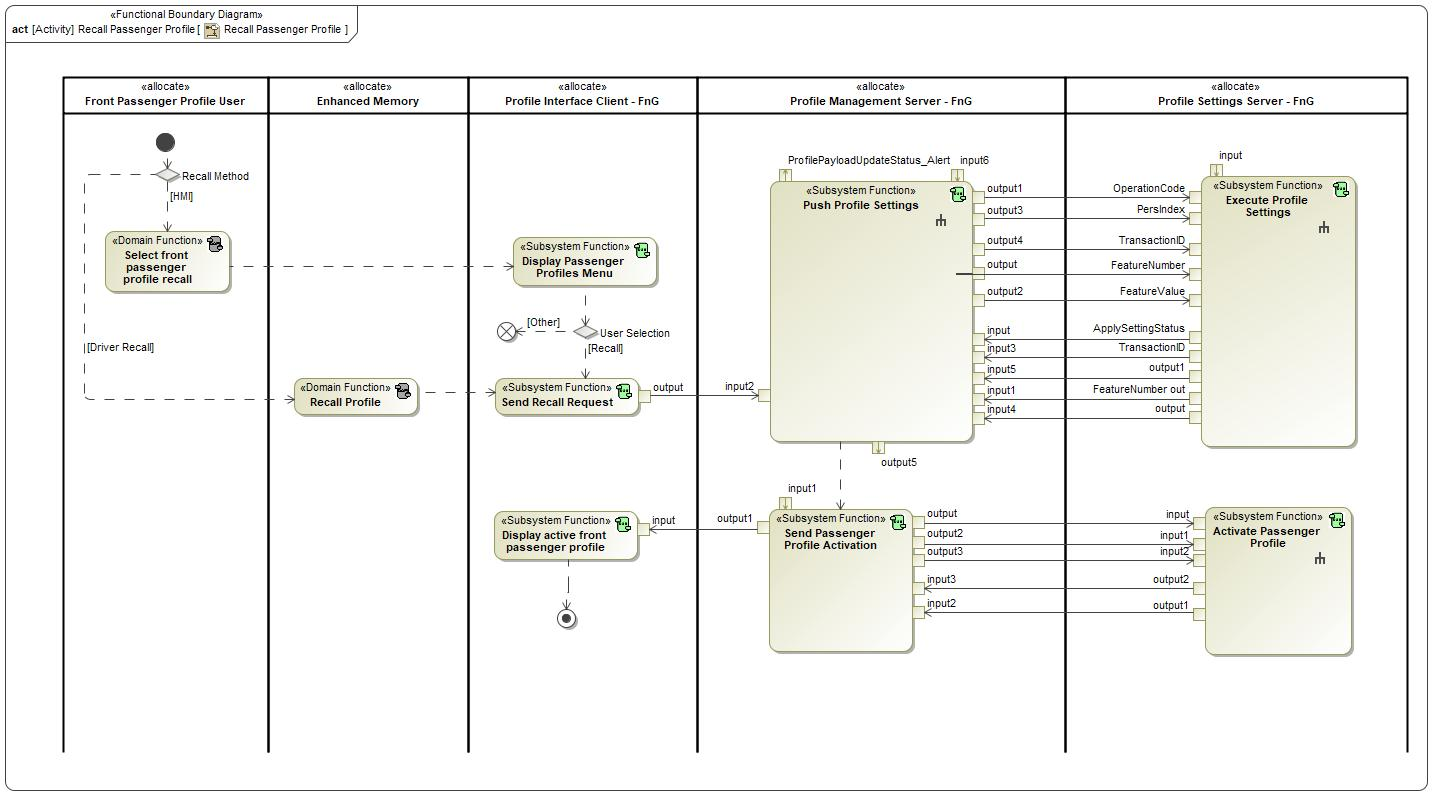 «Functional Boundary Diagram»
act [Activity] Recall Passenger Profile [ Recall Passenger Profile ]
«allocate»
Front Passenger Profile User
«allocate»
Enhanced Memory
«allocate»
Profile Interface Client - FnG
«allocate»
Profile Management Server - FnG
«allocate»
Profile Settings Server - FnG
Recall Method
[HMI]
«Domain Function»
Select front
passenger
profile recall
[Driver Recall]
«Domain Function»
Recall Profile
«Subsystem Function»
Display Passenger
Profiles Menu
[Other]
User Selection
[Recall]
«Subsystem Function»
Send Recall Request
output
input2
ProfilePayloadUpdateStatus_Alert
input6
«Subsystem Function»
Push Profile Settings
output1
output3
output4
output
output2
input
input3
input5
input1
input4
output5
OperationCode
PersIndex
TransactionID
FeatureNumber
FeatureValue
ApplySettingStatus
TransactionID
output1
FeatureNumber out
output
input
«Subsystem Function»
Execute Profile
Settings
«Subsystem Function»
Display active front
passenger profile
input
output1
input1
«Subsystem Function»
Send Passenger
Profile Activation
output
output2
output3
input3
input2
input
input1
input2
output2
output1
«Subsystem Function»
Activate Passenger
Profile